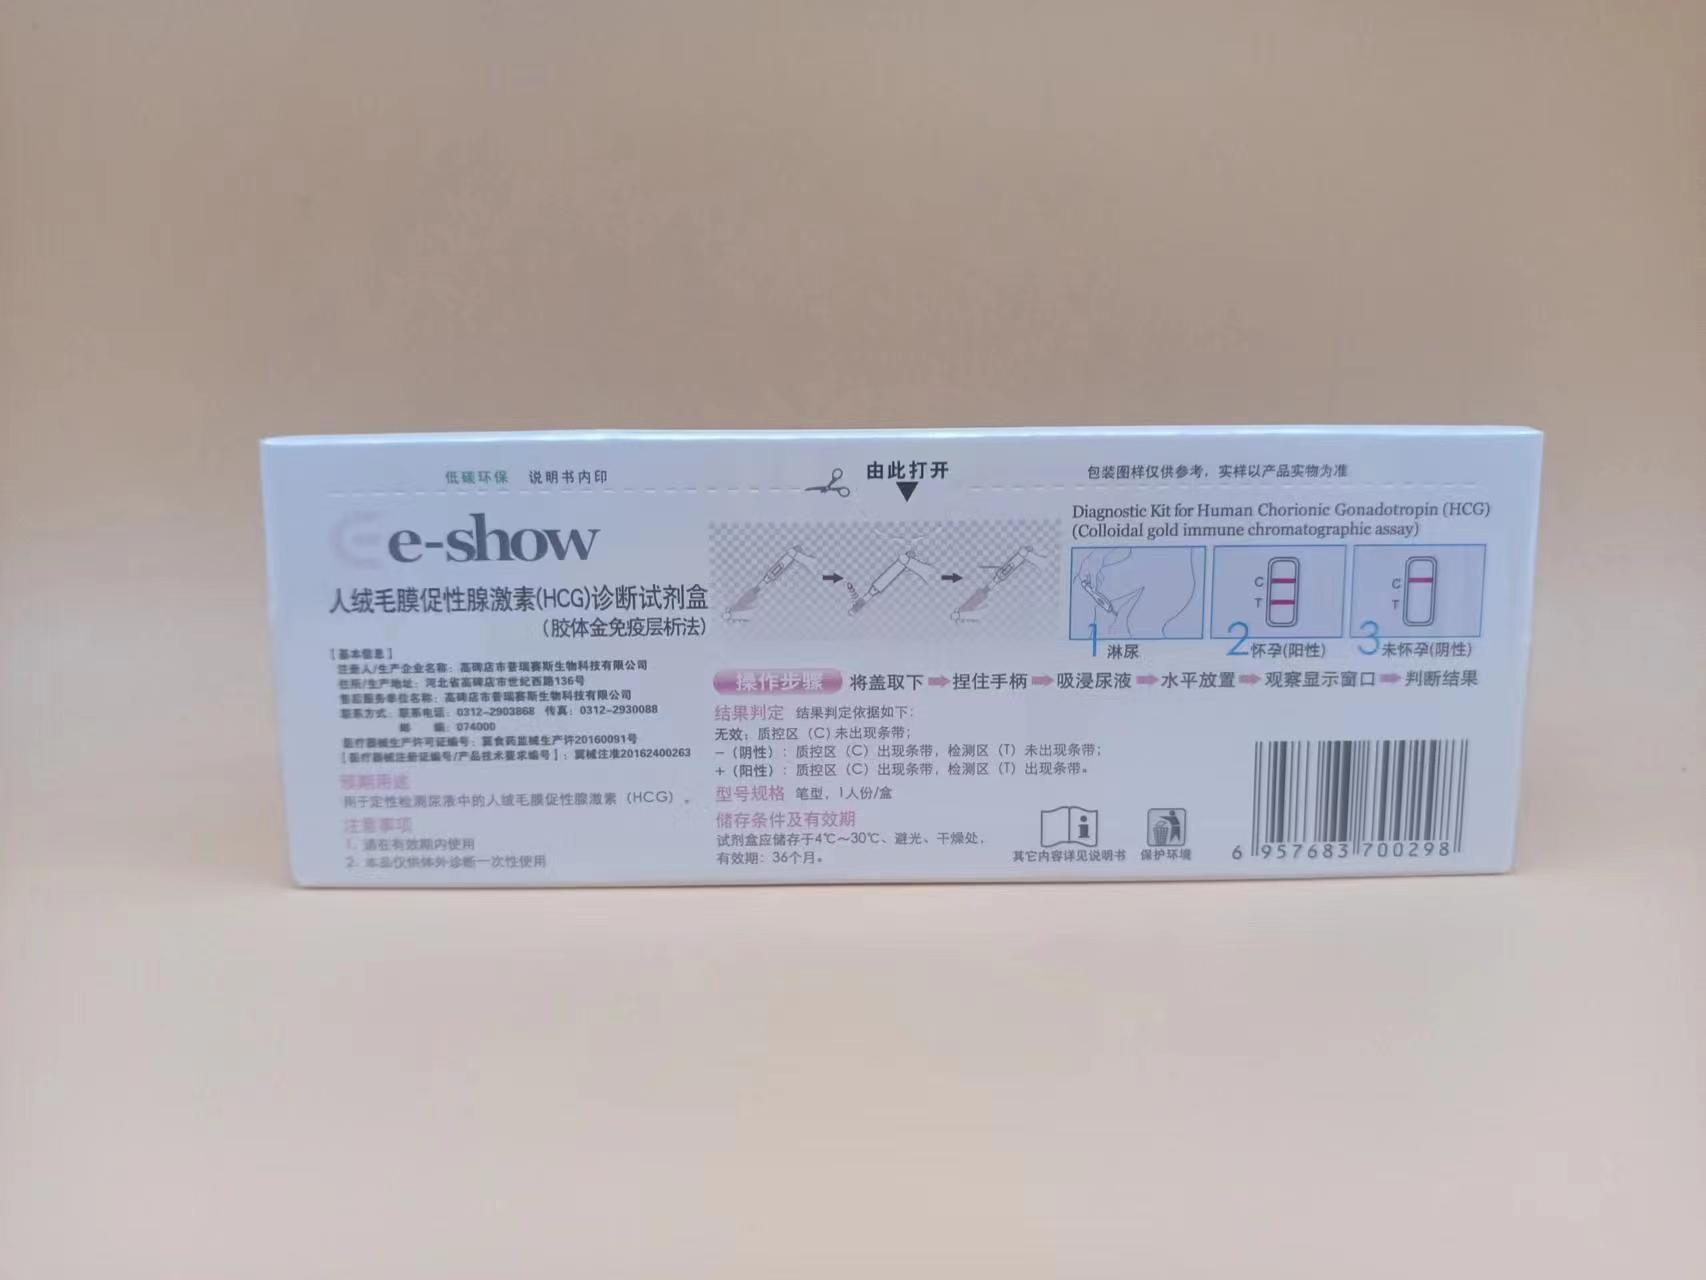 低碳环保 说明书内印
由此打开
包装图样仅供参考，实样以产品实物为准
e-show
人绒毛膜促性腺激素(HCG)诊断试剂盒
(胶体金免疫层析法)
[基本信息]
注册人/生产企业名称：高碑店市普瑞赛斯生物科技有限公司
住所/生产地址：河北省高碑店市世纪西路136号
售后服务单位名称：高碑店市普瑞赛斯生物科技有限公司
联系方式：联系电话：0312-2903868 传真：0312-2930088
邮 编：074000
医疗器械生产许可证编号：冀食药监械生产许20160091号
[医疗器械注册证编号/产品技术要求编号]：冀械注准20162400263
预期用途
用于定性检测尿液中的人绒毛膜促性腺激素（HCG）。
注意事项
1. 请在有效期内使用
2. 本品仅供体外诊断一次性使用
Diagnostic Kit for Human Chorionic Gonadotropin (HCG)
(Colloidal gold immune chromatographic assay)
1 淋尿
C
T
2 怀孕(阳性)
C
T
3 未怀孕(阴性)
操作步骤 将盖取下 捏住手柄 吸浸尿液 水平放置 观察显示窗口 判断结果
结果判定 结果判定依据如下：
无效：质控区（C）未出现条带；
−（阴性）：质控区（C）出现条带，检测区（T）未出现条带；
+（阳性）：质控区（C）出现条带，检测区（T）出现条带。
型号规格 笔型，1人份/盒
储存条件及有效期
试剂盒应储存于4℃～30℃、避光、干燥处，
有效期：36个月。
其它内容详见说明书
保护环境
6 957683 700298